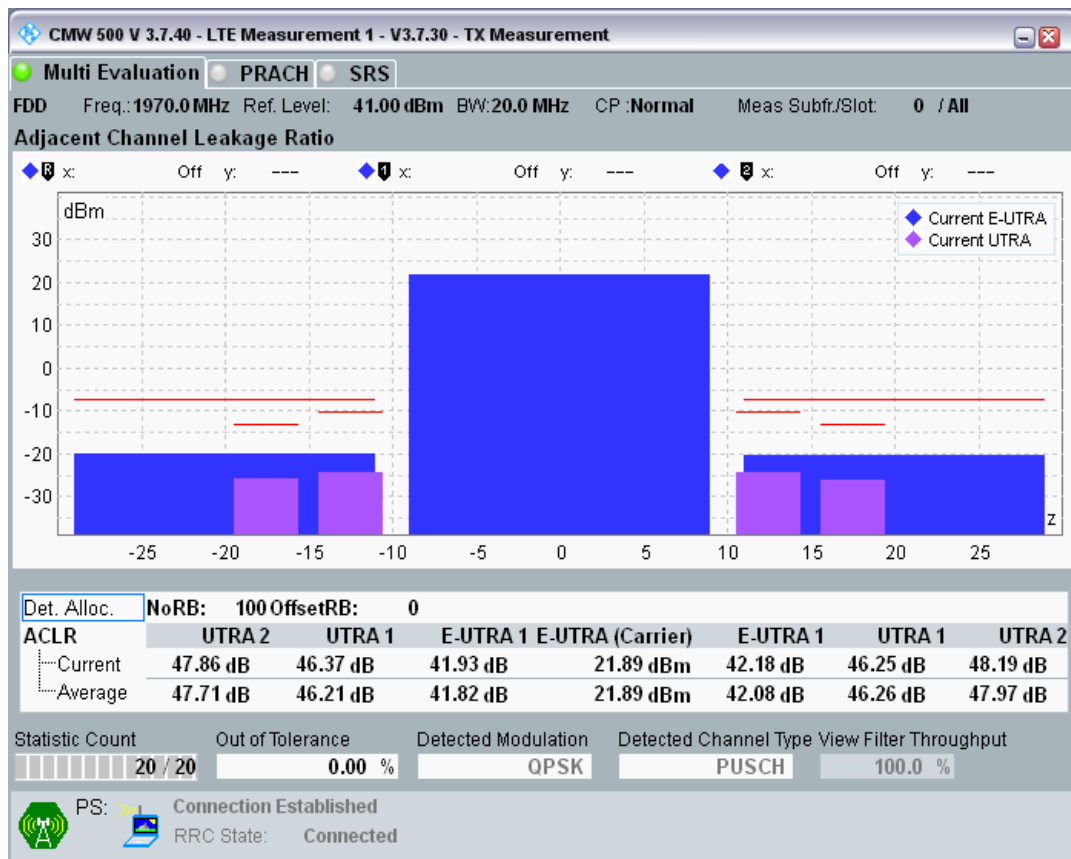 CMW 500 V 3.7.40 - LTE Measurement 1 - V3.7.30 - TX Measurement
Multi Evaluation PRACH SRS
FDD Freq.:1970.0 MHz Ref. Level: 41.00 dBm BW:20.0 MHz CP :Normal Meas Subfr./Slot: 0 / All
Adjacent Channel Leakage Ratio
R x: Off y: --- 1 x: Off y: --- 2 x: Off y: ---
dBm
Current E-UTRA
Current UTRA
30
20
10
0
-10
-20
-30
z
-25 -20 -15 -10 -5 0 5 10 15 20 25
Det. Alloc. NoRB: 100 OffsetRB: 0
ACLR UTRA 2 UTRA 1 E-UTRA 1 E-UTRA (Carrier) E-UTRA 1 UTRA 1 UTRA 2
Current 47.86 dB 46.37 dB 41.93 dB 21.89 dBm 42.18 dB 46.25 dB 48.19 dB
Average 47.71 dB 46.21 dB 41.82 dB 21.89 dBm 42.08 dB 46.26 dB 47.97 dB
Statistic Count Out of Tolerance Detected Modulation Detected Channel Type View Filter Throughput
20 / 20 0.00 % QPSK PUSCH 100.0 %
PS: Connection Established
RRC State: Connected